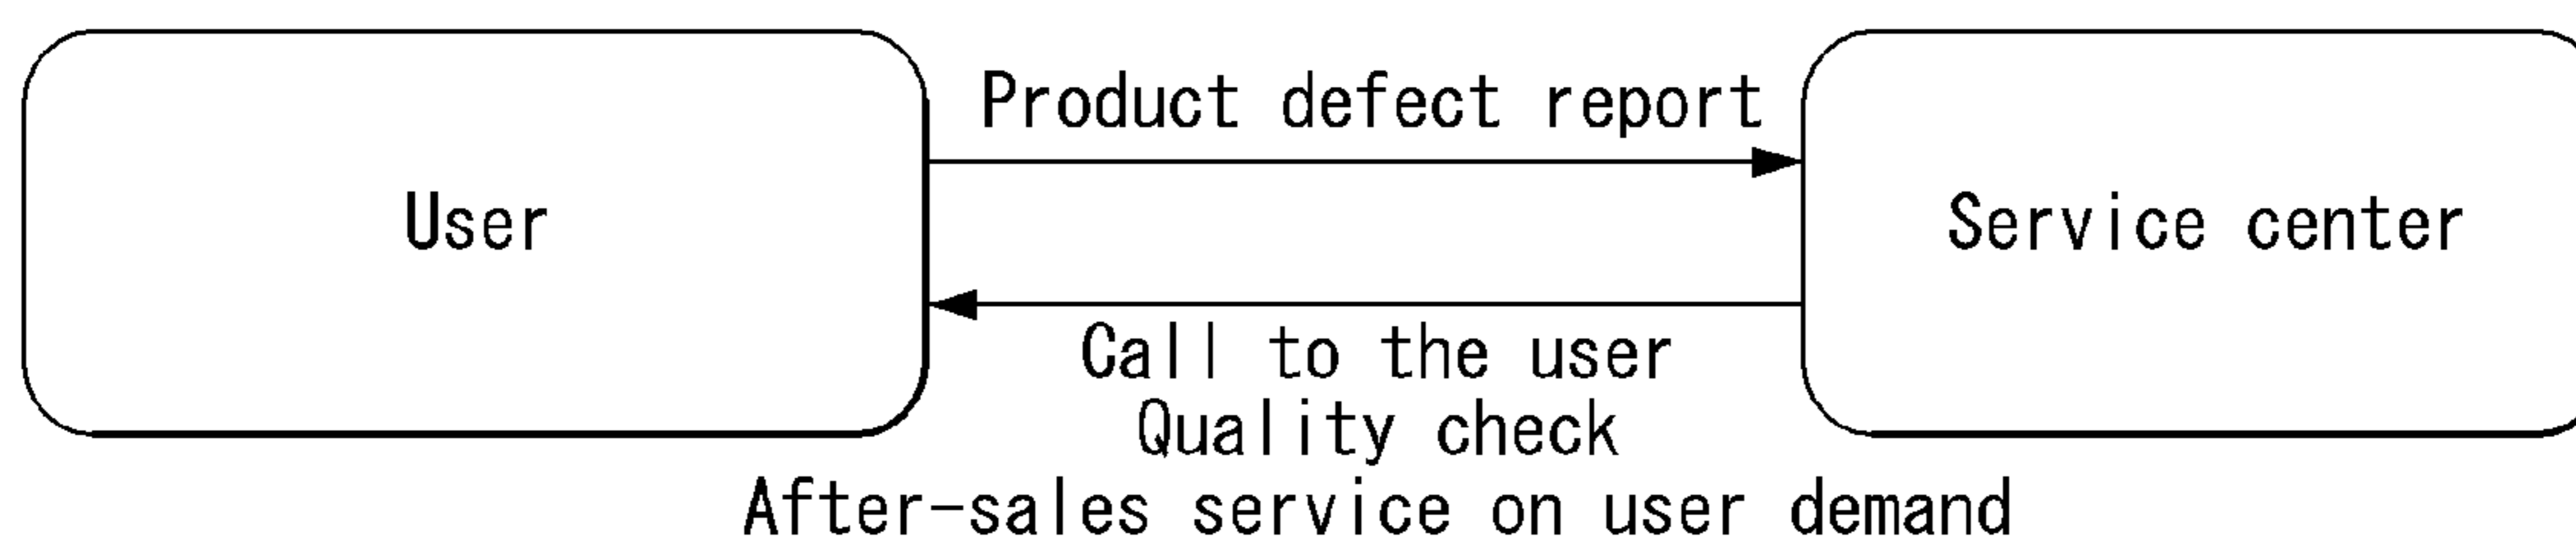 Product defect report
User
Service center
Call to the user
Quality check
After-sales service on user demand